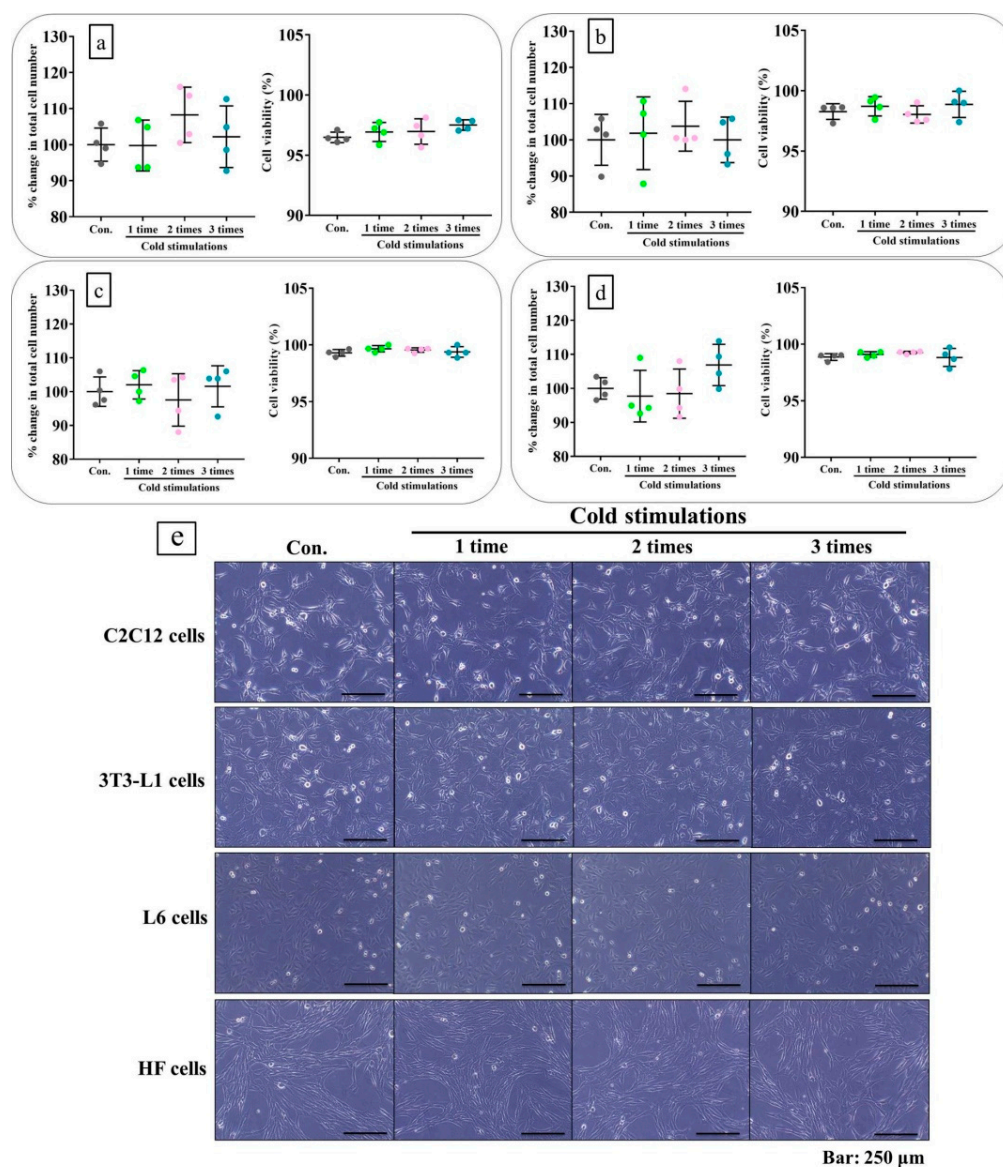 a
% change in total cell number
130
120
110
100
90
80
Con. 1 time 2 times 3 times
Cold stimulations
Cell viability (%)
105
100
95
90
Con. 1 time 2 times 3 times
Cold stimulations
b
% change in total cell number
130
120
110
100
90
80
Con. 1 time 2 times 3 times
Cold stimulations
Cell viability (%)
105
100
95
90
Con. 1 time 2 times 3 times
Cold stimulations
c
% change in total cell number
130
120
110
100
90
80
Con. 1 time 2 times 3 times
Cold stimulations
Cell viability (%)
105
100
95
90
Con. 1 time 2 times 3 times
Cold stimulations
d
% change in total cell number
130
120
110
100
90
80
Con. 1 time 2 times 3 times
Cold stimulations
Cell viability (%)
105
100
95
90
Con. 1 time 2 times 3 times
Cold stimulations
e
Cold stimulations
Con. 1 time 2 times 3 times
C2C12 cells
3T3-L1 cells
L6 cells
HF cells
Bar: 250 µm